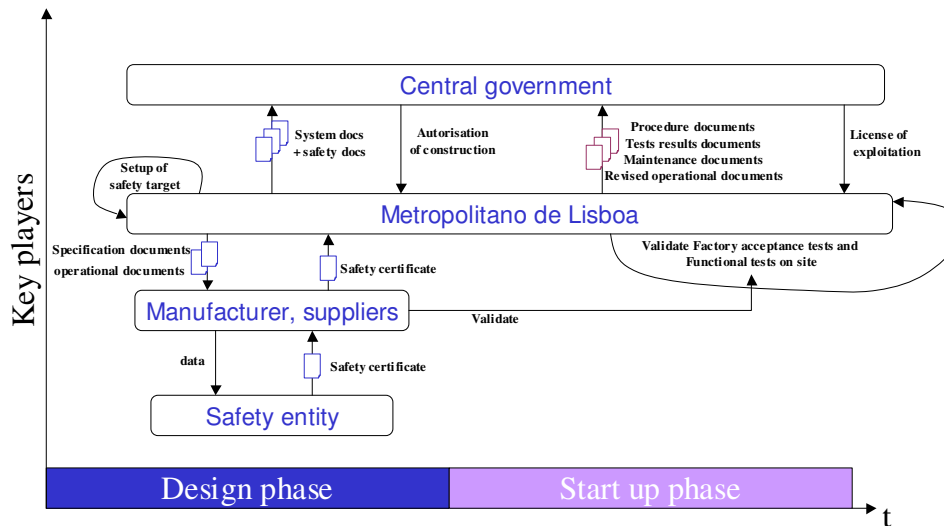 Key players
Central government
System docs
+ safety docs
Autorisation
of construction
Procedure documents
Tests results documents
Maintenance documents
Revised operational documents
License of
exploitation
Setup of
safety target
Metropolitano de Lisboa
Specification documents
operational documents
Safety certificate
Validate Factory acceptance tests and
Functional tests on site
Manufacturer, suppliers
Validate
data
Safety certificate
Safety entity
Design phase
Start up phase
t